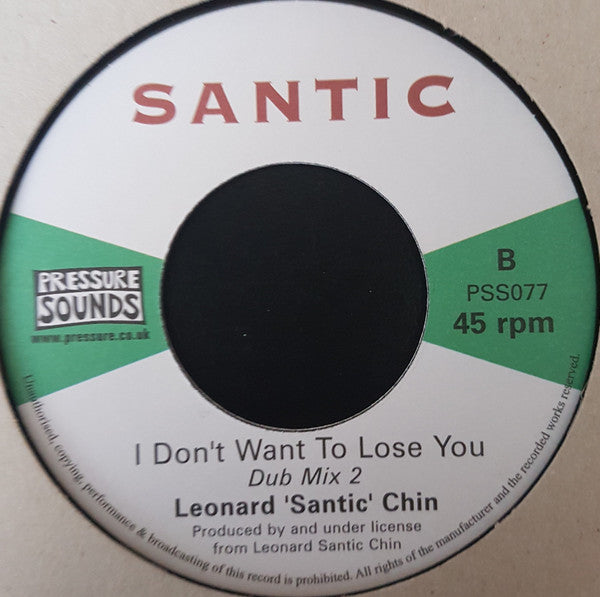 SANTIC
PRESSURE
SOUNDS
www.pressure.co.uk
B
PSS077
45 rpm
I Don't Want To Lose You
Dub Mix 2
Leonard 'Santic' Chin
Produced by and under license
from Leonard Santic Chin
Unauthorised, copying, performance & broadcasting of this record is prohibited. All rights of the manufacturer and the recorded works reserved.